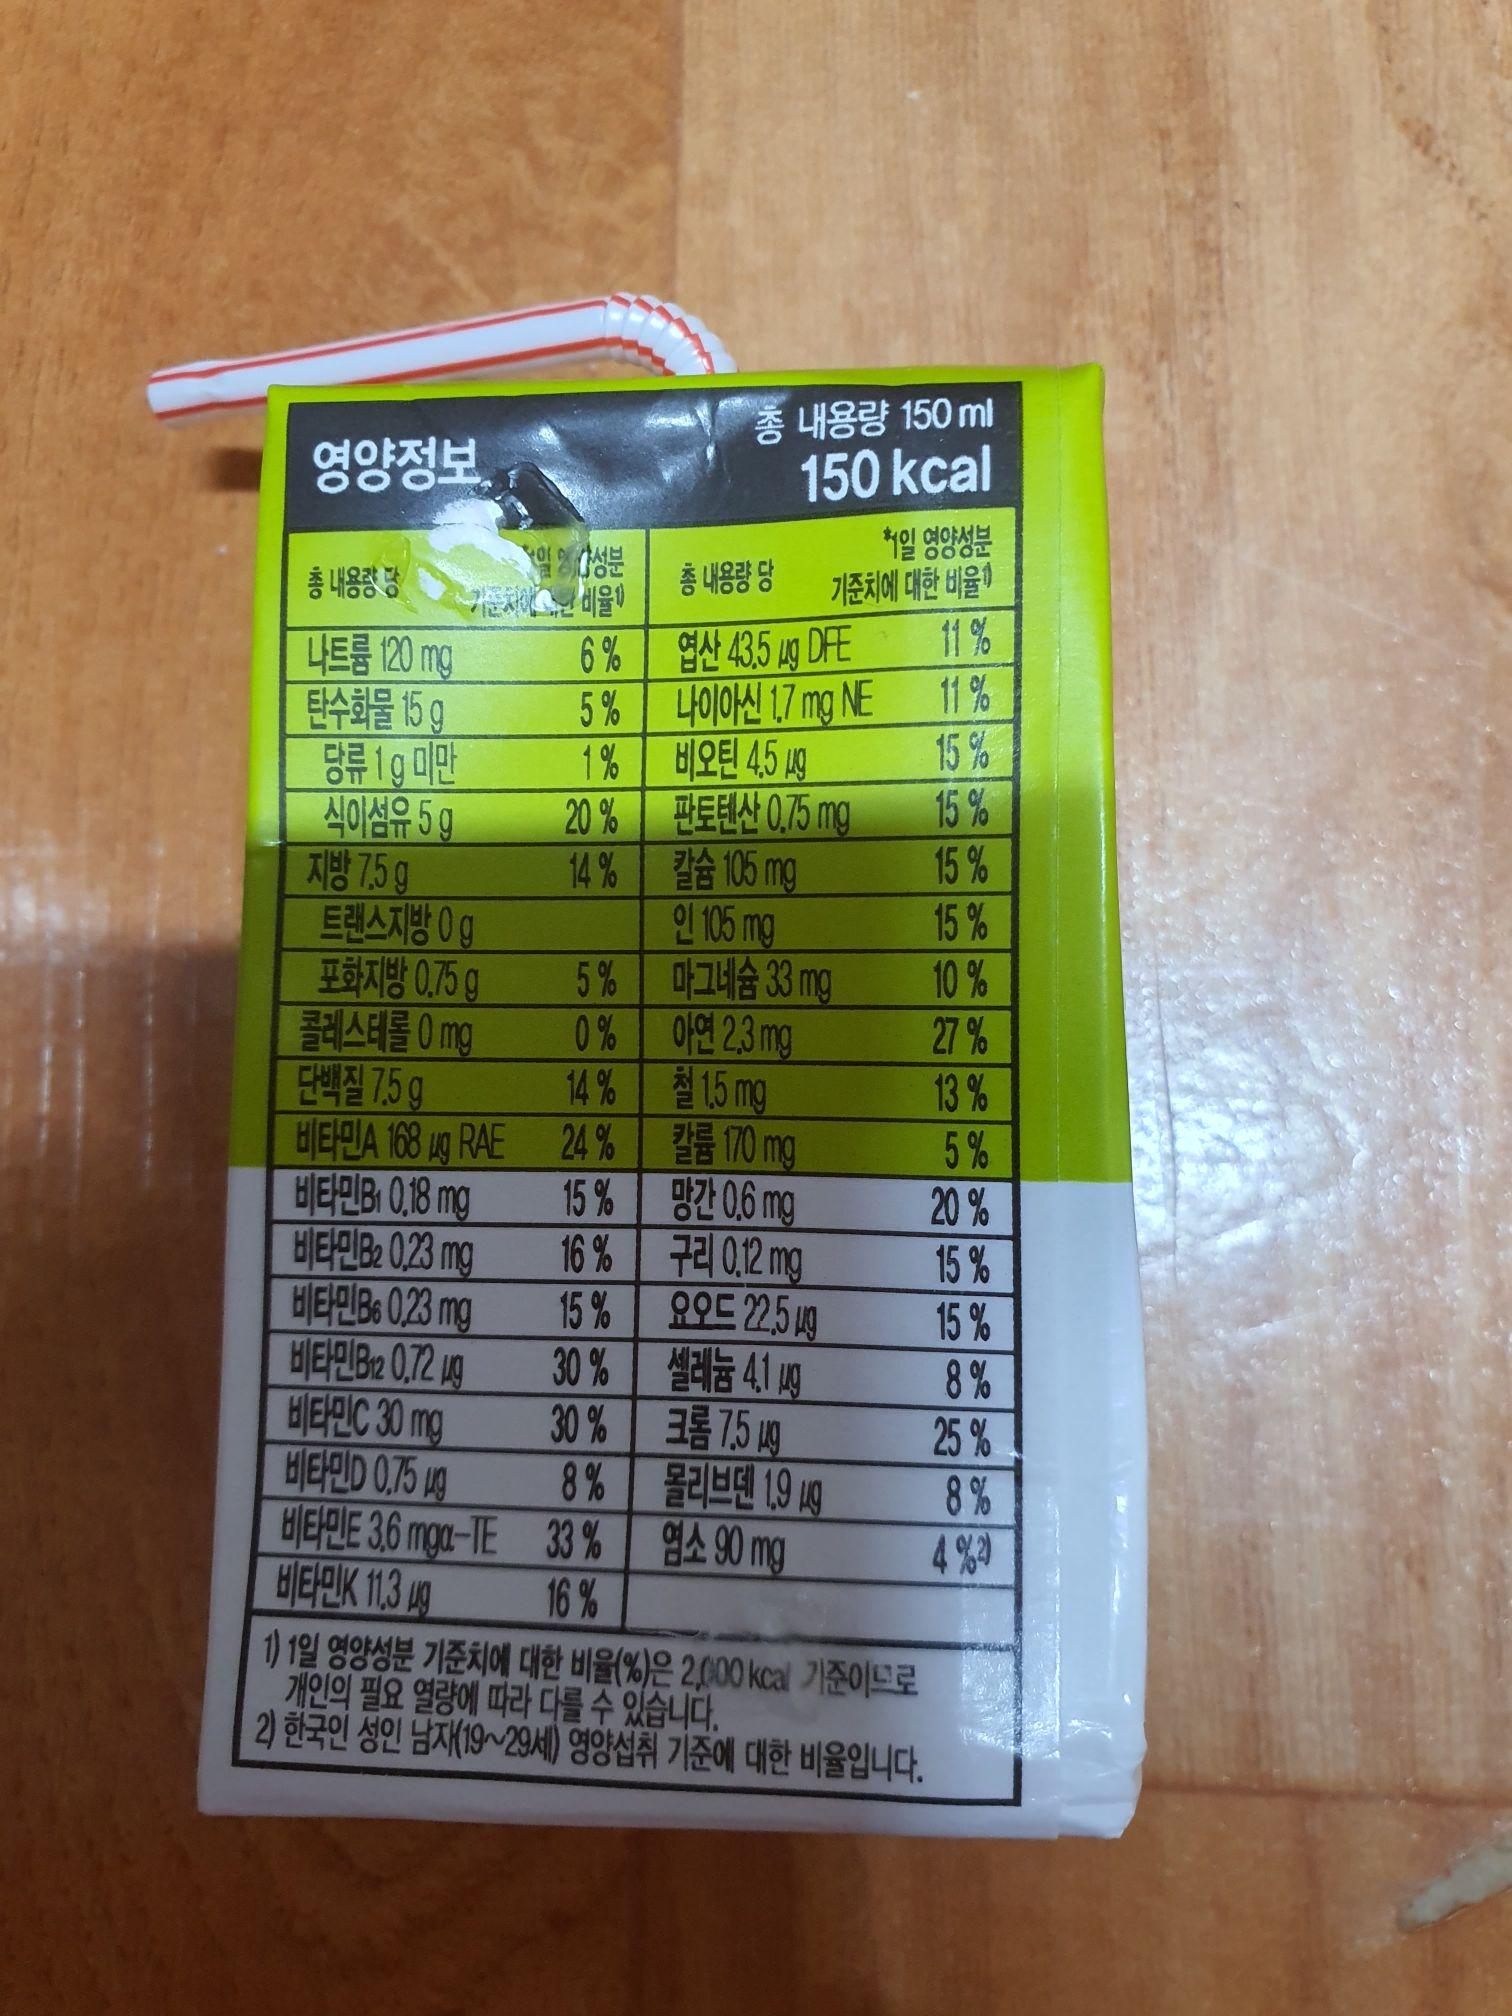 영양정보
총 내용량 150 ml
150 kcal
총 내용량 당
*1일 영양성분
기준치에 대한 비율1)
나트륨 120 mg 6 %
탄수화물 15 g 5 %
당류 1 g 미만 1 %
식이섬유 5 g 20 %
지방 7.5 g 14 %
트랜스지방 0 g
포화지방 0.75 g 5 %
콜레스테롤 0 mg 0 %
단백질 7.5 g 14 %
비타민A 168 μg RAE 24 %
비타민B1 0.18 mg 15 %
비타민B2 0.23 mg 16 %
비타민B6 0.23 mg 15 %
비타민B12 0.72 μg 30 %
비타민C 30 mg 30 %
비타민D 0.75 μg 8 %
비타민E 3.6 mgα-TE 33 %
비타민K 11.3 μg 16 %
총 내용량 당
*1일 영양성분
기준치에 대한 비율1)
엽산 43.5 μg DFE 11 %
나이아신 1.7 mg NE 11 %
비오틴 4.5 μg 15 %
판토텐산 0.75 mg 15 %
칼슘 105 mg 15 %
인 105 mg 15 %
마그네슘 33 mg 10 %
아연 2.3 mg 27 %
철 1.5 mg 13 %
칼륨 170 mg 5 %
망간 0.6 mg 20 %
구리 0.12 mg 15 %
요오드 22.5 μg 15 %
셀레늄 4.1 μg 8 %
크롬 7.5 μg 25 %
몰리브덴 1.9 μg 8 %
염소 90 mg 4 %2)
1) 1일 영양성분 기준치에 대한 비율(%)은 2,000 kcal 기준이므로
개인의 필요 열량에 따라 다를 수 있습니다.
2) 한국인 성인 남자(19~29세) 영양섭취 기준에 대한 비율입니다.